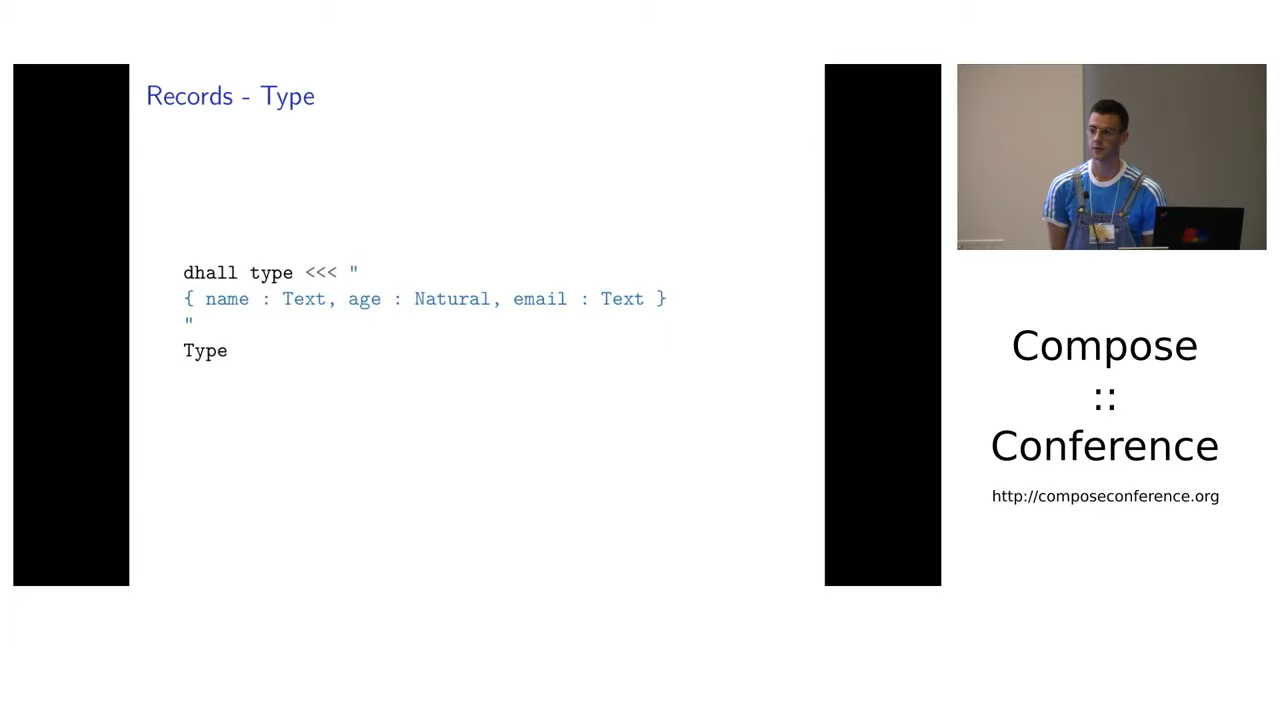 Records - Type
dhall type <<< "
{ name : Text, age : Natural, email : Text }
"
Type
Compose
::
Conference
http://composeconference.org